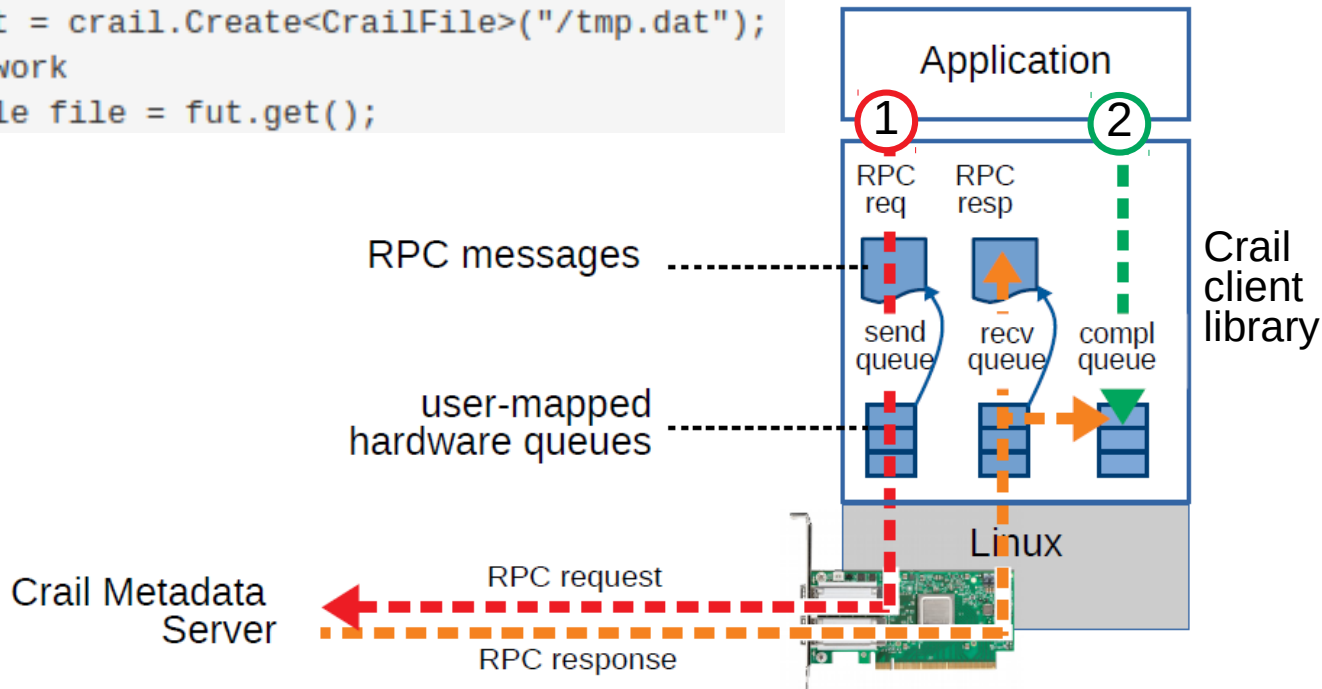 t = crail.Create<CrailFile>("/tmp.dat");
work
le file = fut.get();
Application
1
2
RPC
req
RPC
resp
RPC messages
Crail
client
library
send
queue
recv
queue
compl
queue
user-mapped
hardware queues
Linux
Crail Metadata
Server
RPC request
RPC response